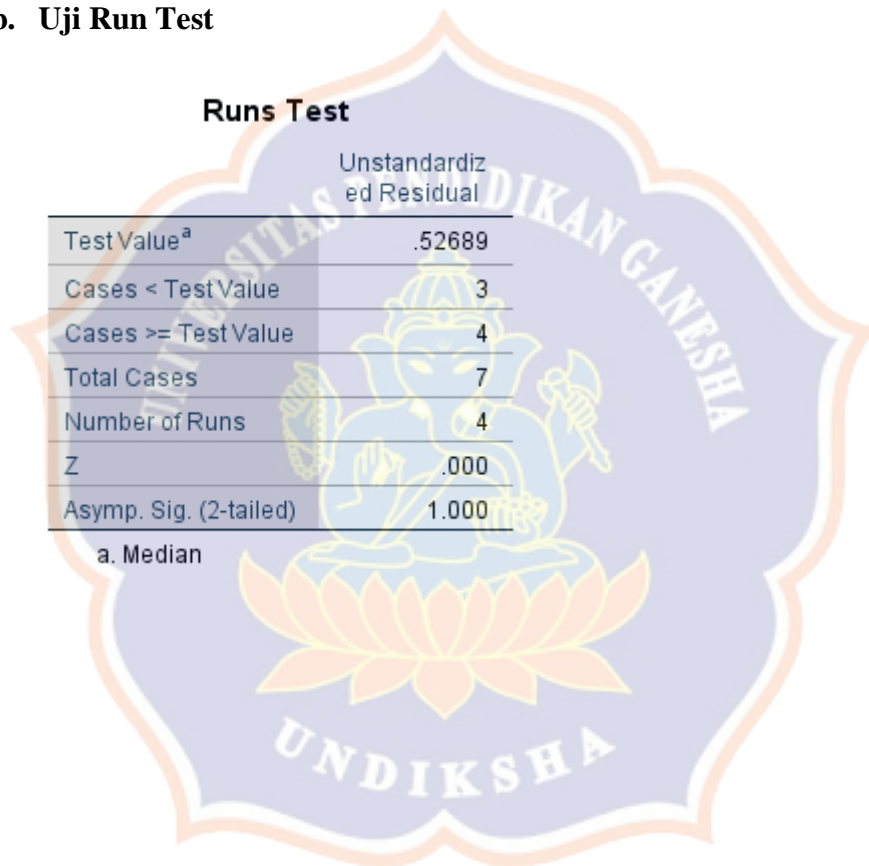 b. Uji Run Test
Runs Test
Unstandardiz
ed Residual
Test Valueᵃ .52689
Cases < Test Value 3
Cases >= Test Value 4
Total Cases 7
Number of Runs 4
Z .000
Asymp. Sig. (2-tailed) 1.000
a. Median
UNIVERSITAS PENDIDIKAN GANESHA
UNDIKSHA